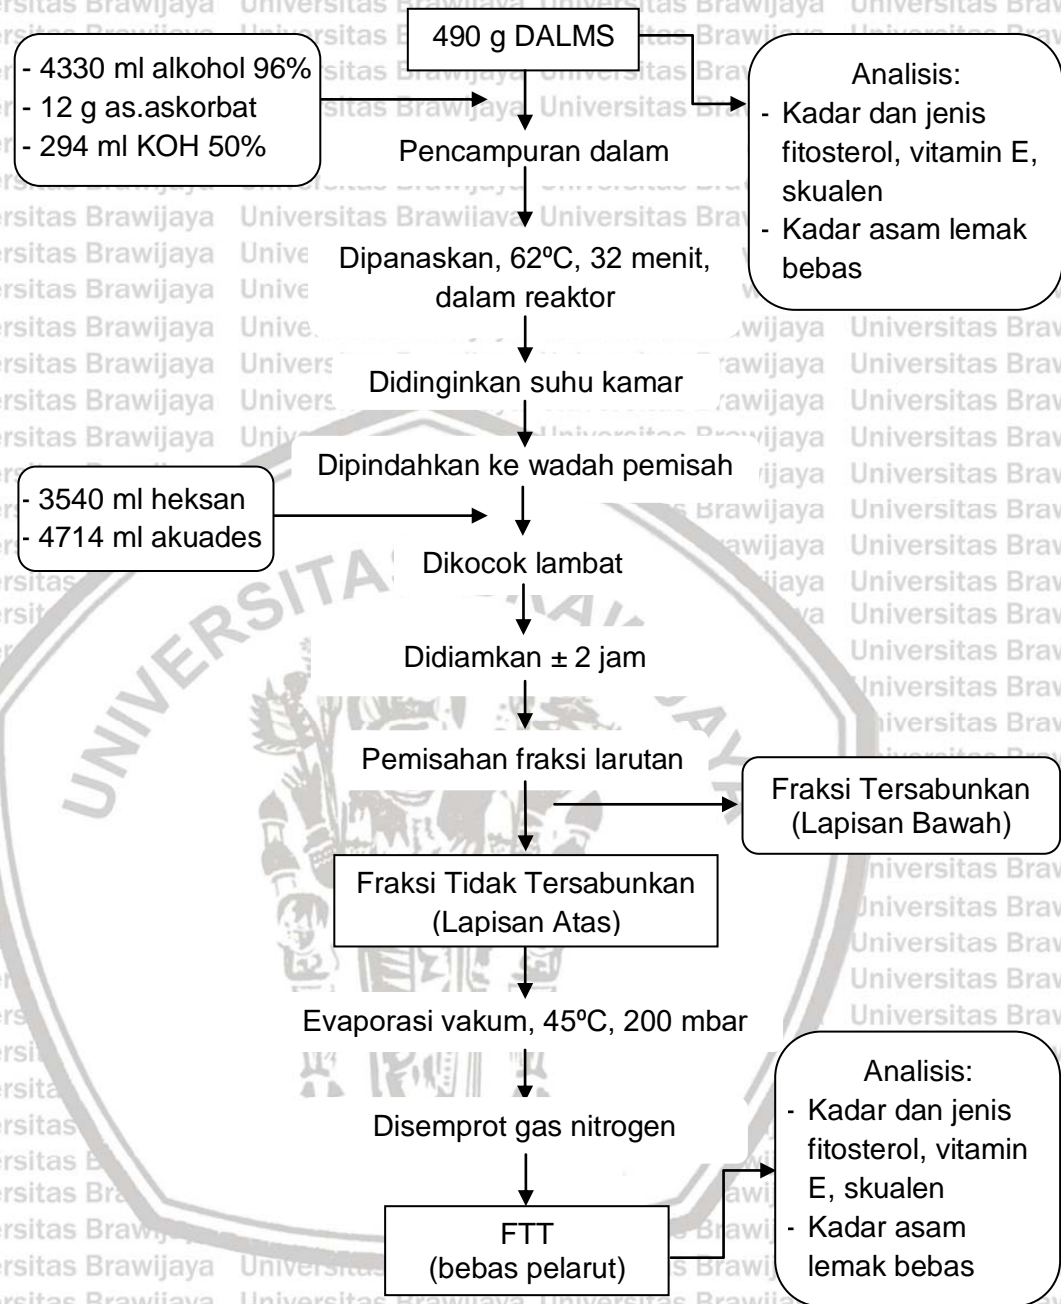 490 g DALMS
- 4330 ml alkohol 96%
- 12 g as.askorbat
- 294 ml KOH 50%
Analisis:
- Kadar dan jenis
fitosterol, vitamin E,
skualen
- Kadar asam lemak
bebas
Pencampuran dalam
Dipanaskan, 62ºC, 32 menit,
dalam reaktor
Didinginkan suhu kamar
Dipindahkan ke wadah pemisah
- 3540 ml heksan
- 4714 ml akuades
Dikocok lambat
Didiamkan ± 2 jam
Pemisahan fraksi larutan
Fraksi Tersabunkan
(Lapisan Bawah)
Fraksi Tidak Tersabunkan
(Lapisan Atas)
Evaporasi vakum, 45ºC, 200 mbar
Disemprot gas nitrogen
FTT
(bebas pelarut)
Analisis:
- Kadar dan jenis
fitosterol, vitamin
E, skualen
- Kadar asam
lemak bebas